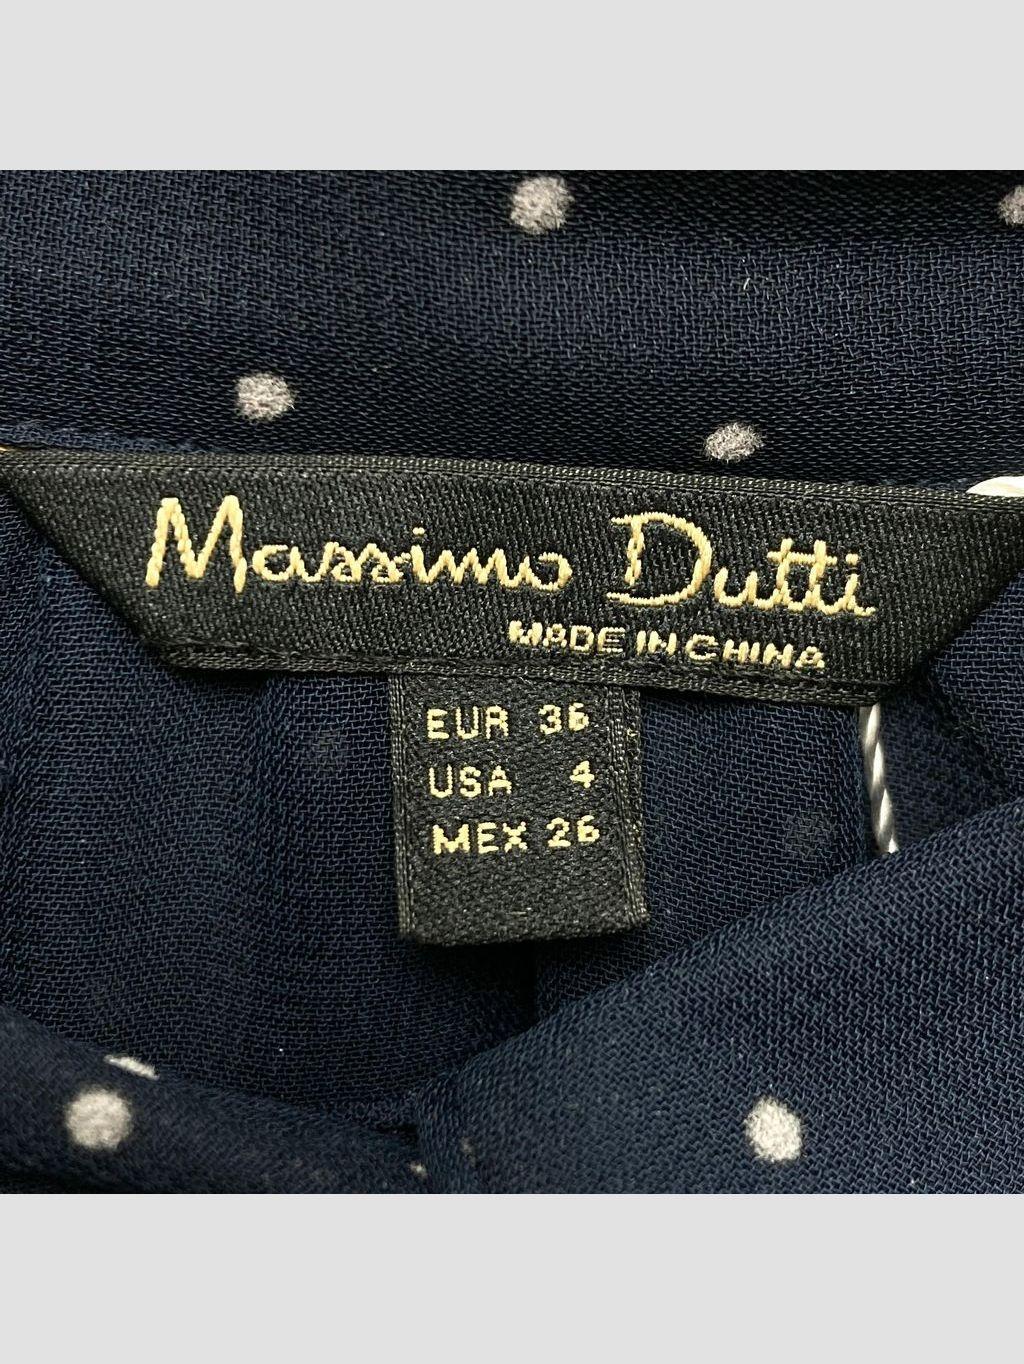 Massimo Dutti
MADE IN CHINA
EUR 36
USA 4
MEX 26